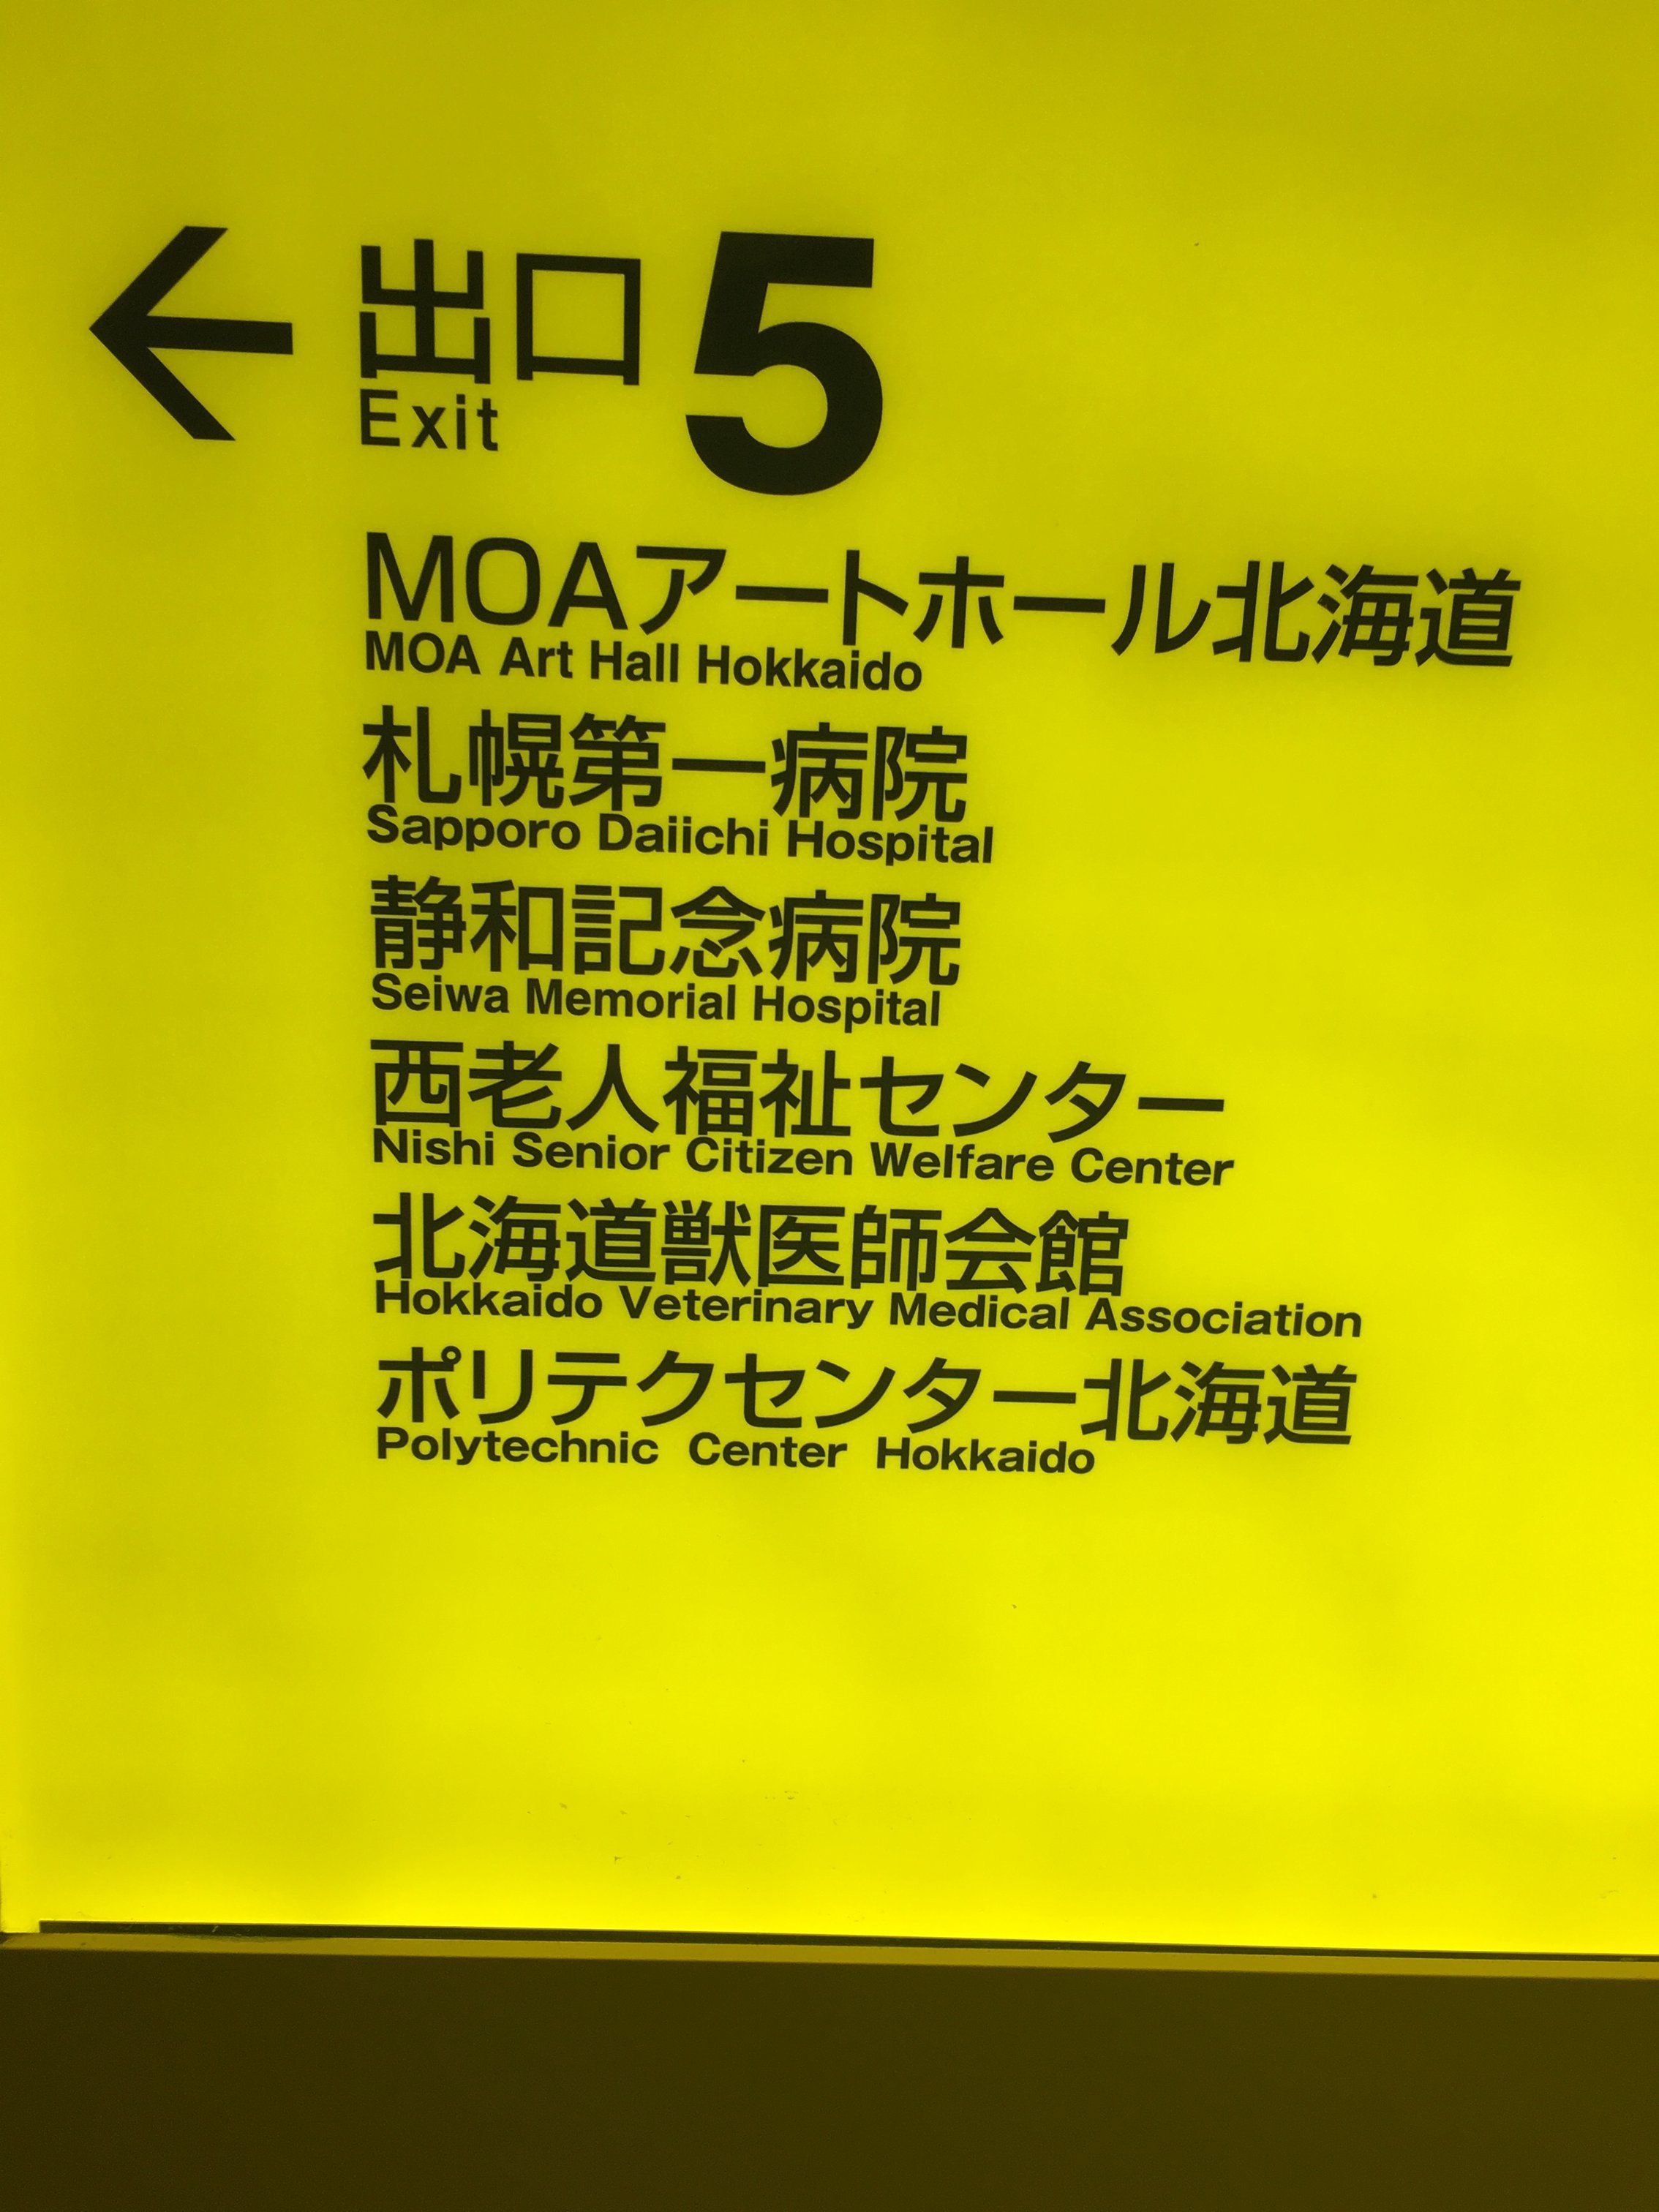 ← 出口 5
Exit
MOAアートホール北海道
MOA Art Hall Hokkaido
札幌第一病院
Sapporo Daiichi Hospital
静和記念病院
Seiwa Memorial Hospital
西老人福祉センター
Nishi Senior Citizen Welfare Center
北海道獣医師会館
Hokkaido Veterinary Medical Association
ポリテクセンター北海道
Polytechnic Center Hokkaido